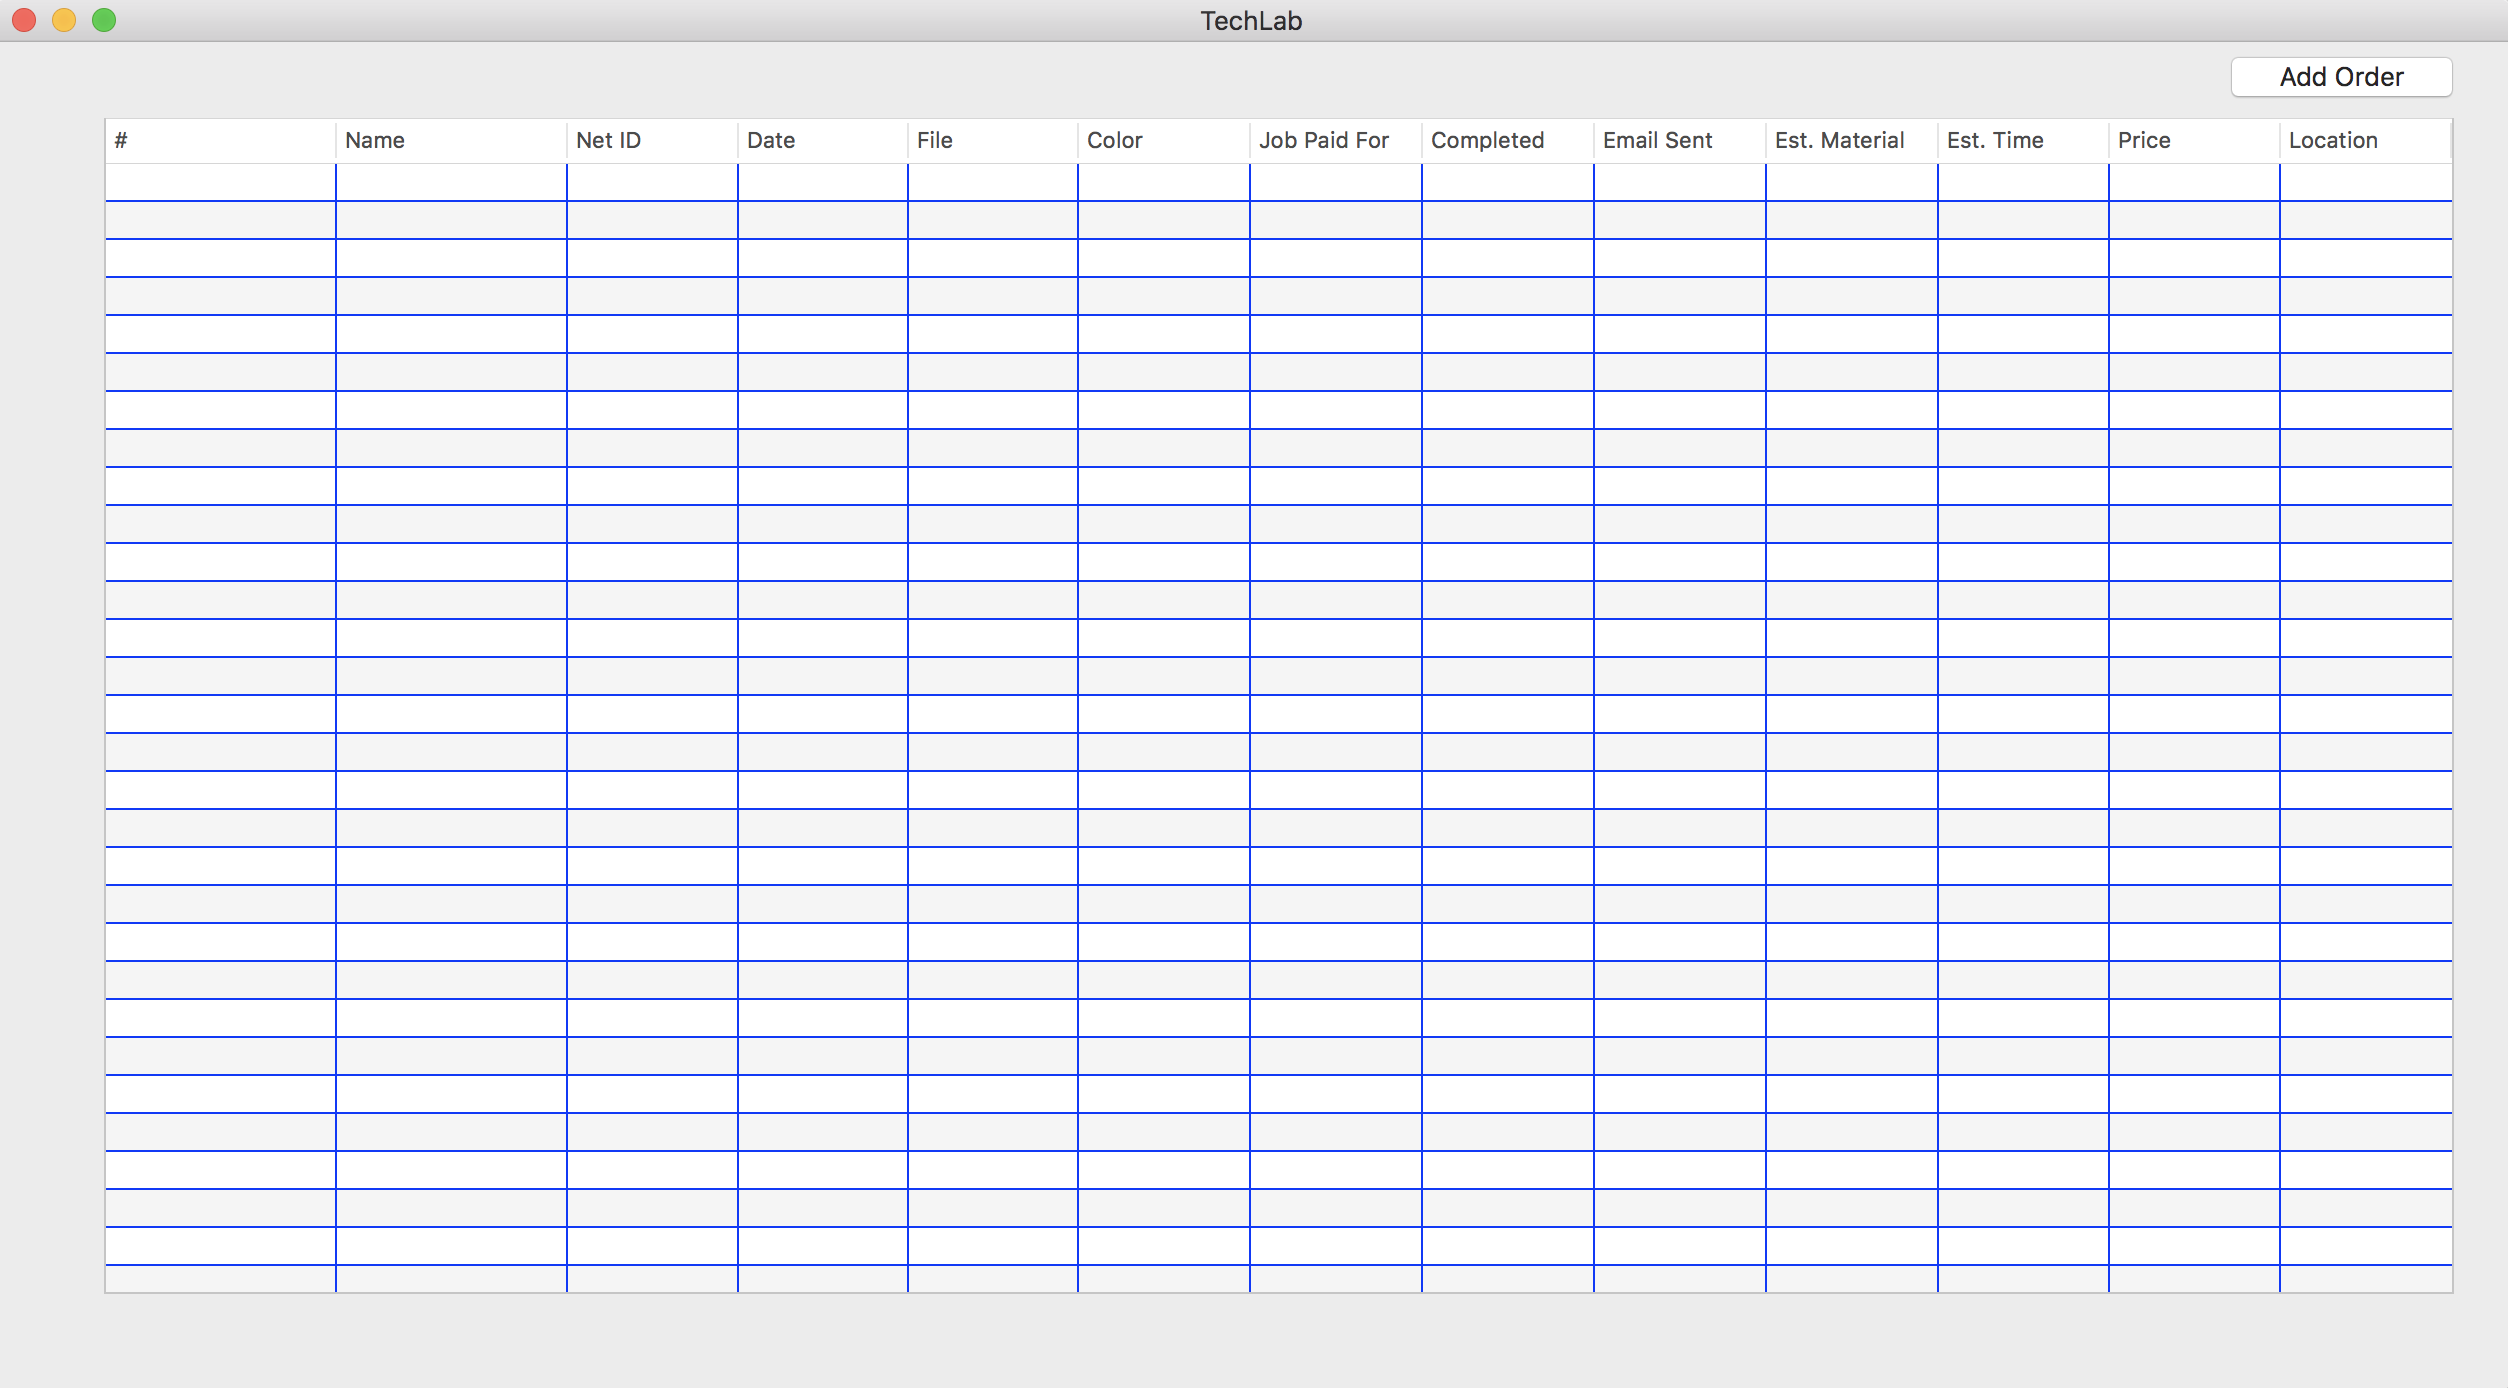 TechLab
Add Order
# Name Net ID Date File Color Job Paid For Completed Email Sent Est. Material Est. Time Price Location